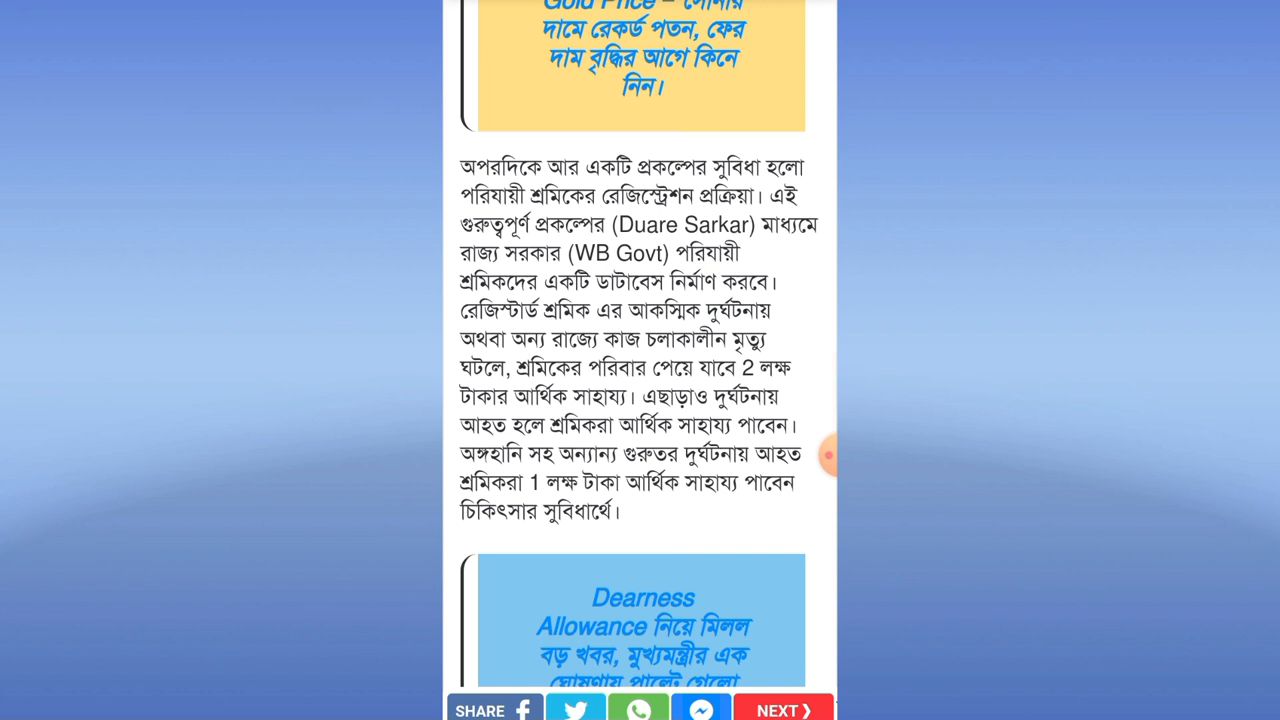 Gold Price – সোনার
দামে রেকর্ড পতন, ফের
দাম বৃদ্ধির আগে কিনে
নিন।
অপরদিকে আর একটি প্রকল্পের সুবিধা হলো
পরিযায়ী শ্রমিকের রেজিস্ট্রেশন প্রক্রিয়া। এই
গুরুত্বপূর্ণ প্রকল্পের (Duare Sarkar) মাধ্যমে
রাজ্য সরকার (WB Govt) পরিযায়ী
শ্রমিকদের একটি ডাটাবেস নির্মাণ করবে।
রেজিস্টার্ড শ্রমিক এর আকস্মিক দুর্ঘটনায়
অথবা অন্য রাজ্যে কাজ চলাকালীন মৃত্যু
ঘটলে, শ্রমিকের পরিবার পেয়ে যাবে 2 লক্ষ
টাকার আর্থিক সাহায্য। এছাড়াও দুর্ঘটনায়
আহত হলে শ্রমিকরা আর্থিক সাহায্য পাবেন।
অঙ্গহানি সহ অন্যান্য গুরুতর দুর্ঘটনায় আহত
শ্রমিকরা 1 লক্ষ টাকা আর্থিক সাহায্য পাবেন
চিকিৎসার সুবিধার্থে।
Dearness
Allowance নিয়ে মিলল
বড় খবর, মুখ্যমন্ত্রীর এক
ঘোষণায় পাল্টে গেলো
SHARE NEXT ❯